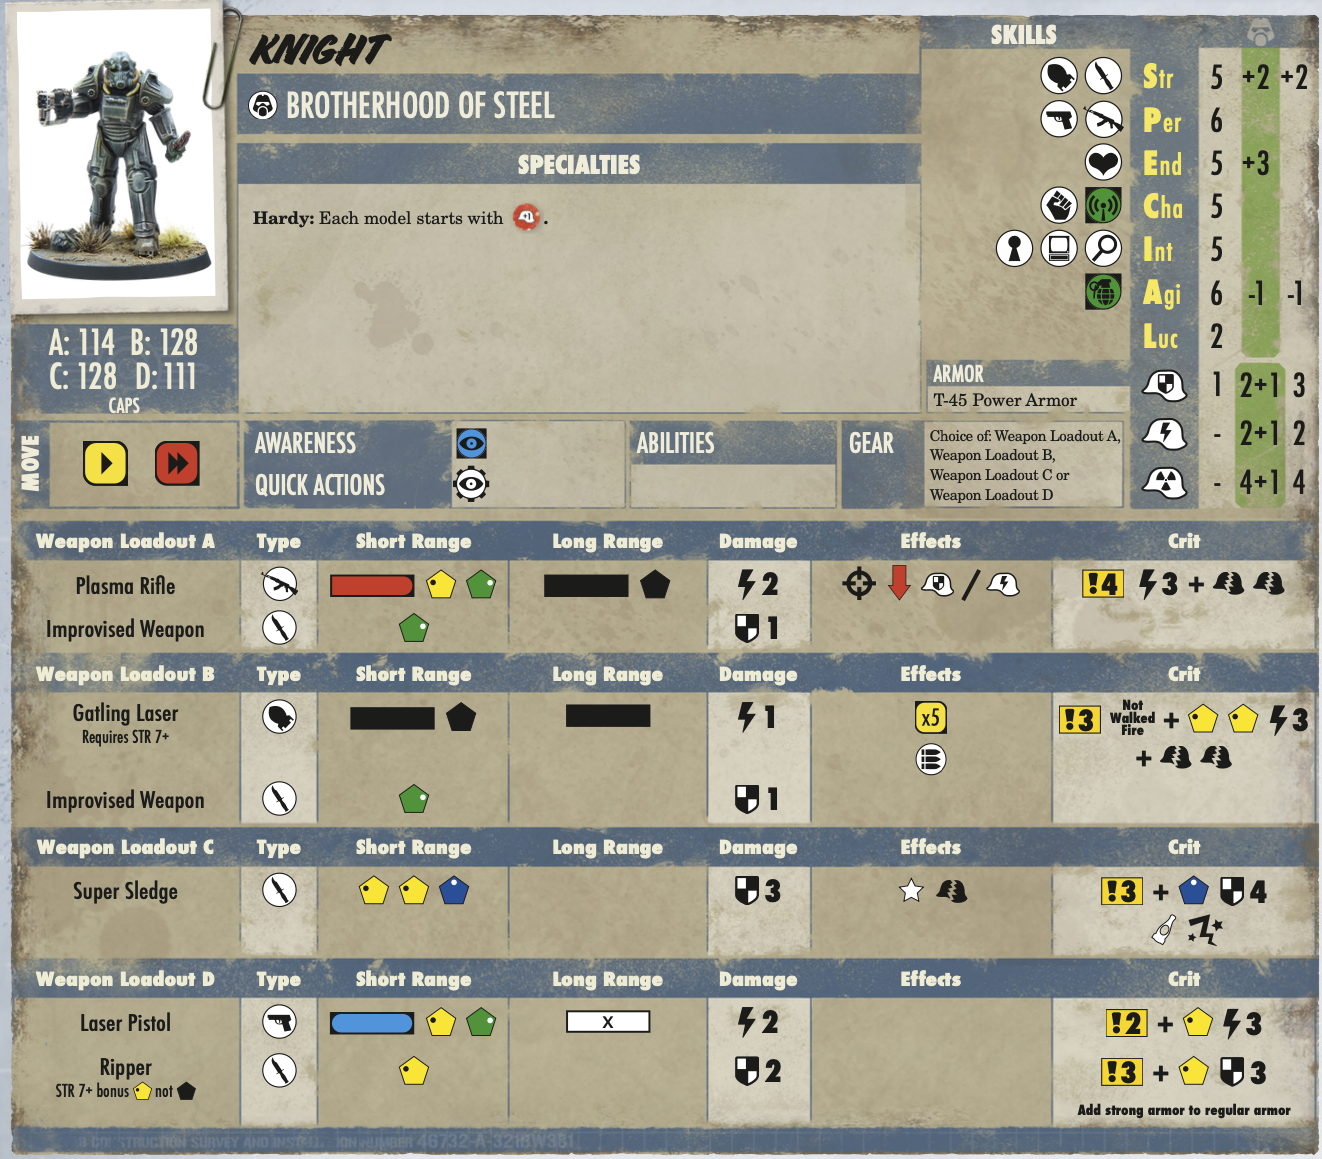 KNIGHT
BROTHERHOOD OF STEEL
SPECIALTIES
Hardy: Each model starts with +1 .
A: 114 B: 128
C: 128 D: 111
CAPS
SKILLS
Str 5 +2 +2
Per 6
End 5 +3
Cha 5
Int 5
Agi 6 -1 -1
Luc 2
ARMOR
T-45 Power Armor
1 2+1 3
- 2+1 2
- 4+1 4
MOVE
AWARENESS
QUICK ACTIONS
ABILITIES
GEAR
Choice of: Weapon Loadout A,
Weapon Loadout B,
Weapon Loadout C or
Weapon Loadout D
Weapon Loadout A Type Short Range Long Range Damage Effects Crit
Plasma Rifle 2 / !4 3 +
Improvised Weapon 1
Weapon Loadout B Type Short Range Long Range Damage Effects Crit
Gatling Laser 1 x5 !3 Not Walked Fire + 3
Requires STR 7+
+
Improvised Weapon 1
Weapon Loadout C Type Short Range Long Range Damage Effects Crit
Super Sledge 3 !3 + 4
Weapon Loadout D Type Short Range Long Range Damage Effects Crit
Laser Pistol X 2 !2 + 3
Ripper 2 !3 + 3
STR 7+ bonus not
Add strong armor to regular armor